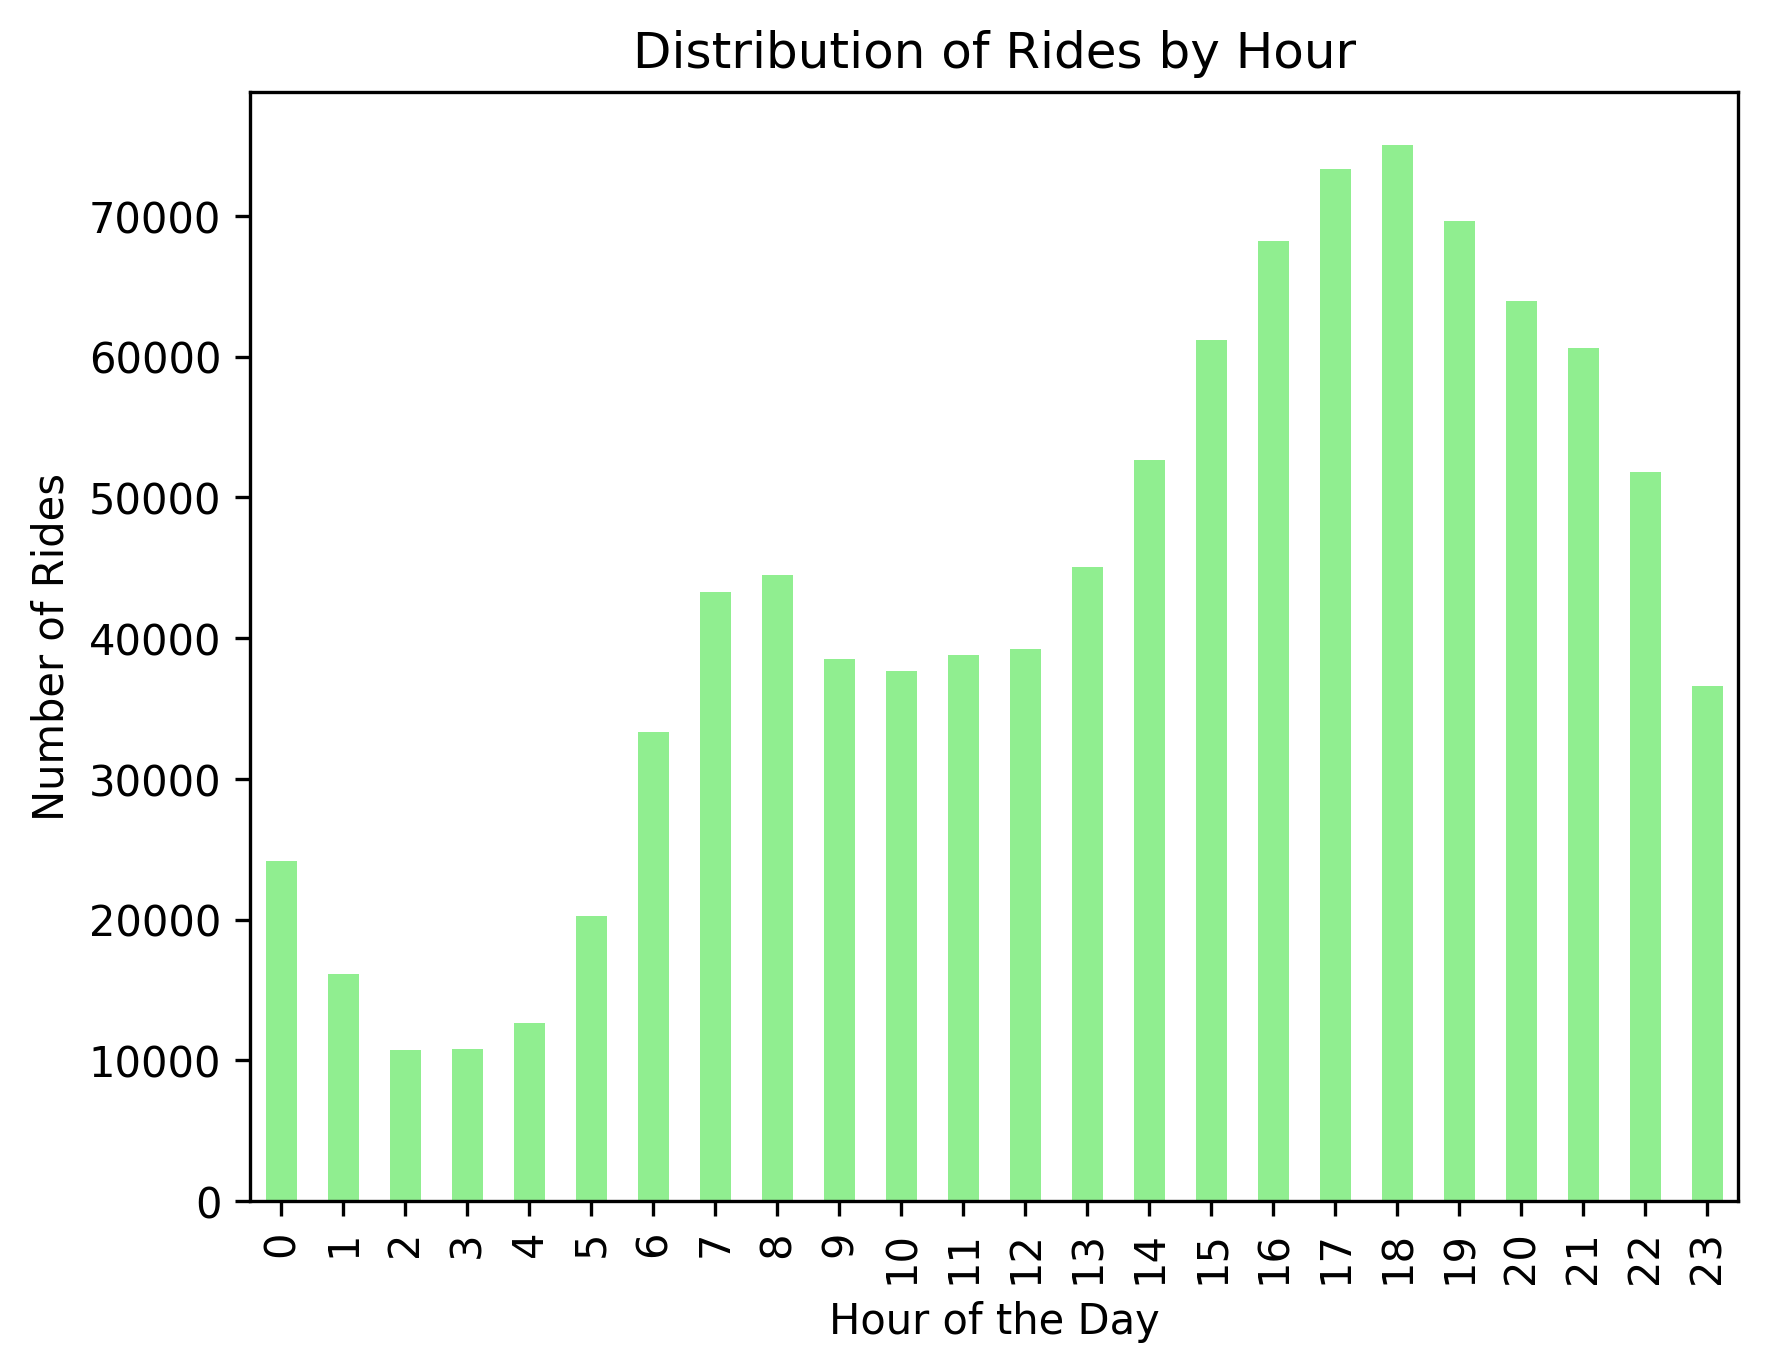 Distribution of Rides by Hour
Number of Rides
70000
60000
50000
40000
30000
20000
10000
0
0 1 2 3 4 5 6 7 8 9 10 11 12 13 14 15 16 17 18 19 20 21 22 23
Hour of the Day